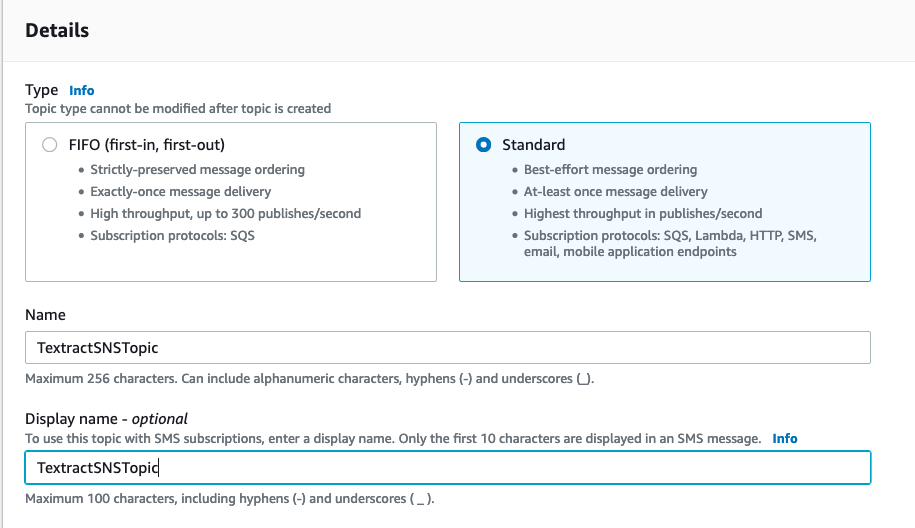 Details
Type Info
Topic type cannot be modified after topic is created
FIFO (first-in, first-out)
• Strictly-preserved message ordering
• Exactly-once message delivery
• High throughput, up to 300 publishes/second
• Subscription protocols: SQS
Standard
• Best-effort message ordering
• At-least once message delivery
• Highest throughput in publishes/second
• Subscription protocols: SQS, Lambda, HTTP, SMS,
email, mobile application endpoints
Name
TextractSNSTopic
Maximum 256 characters. Can include alphanumeric characters, hyphens (-) and underscores (_).
Display name - optional
To use this topic with SMS subscriptions, enter a display name. Only the first 10 characters are displayed in an SMS message. Info
TextractSNSTopic
Maximum 100 characters, including hyphens (-) and underscores ( _ ).